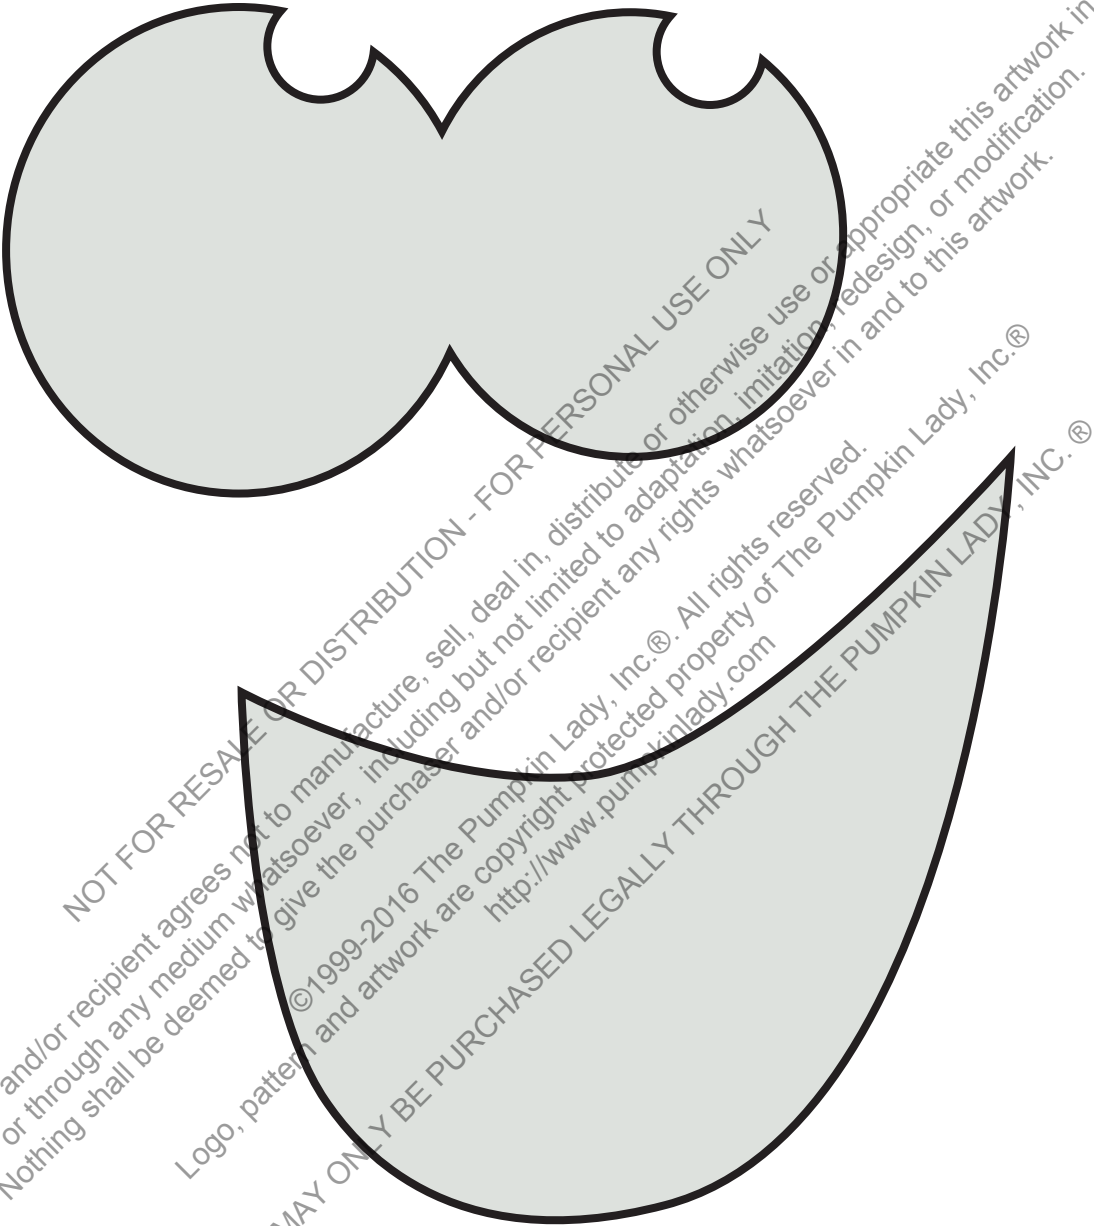 NOT FOR RESALE OR DISTRIBUTION - FOR PERSONAL USE ONLY
and/or recipient agrees not to manufacture, sell, deal in, distribute or otherwise use or appropriate this artwork in
or through any medium whatsoever, including but not limited to adaptation, imitation, redesign, or modification.
Nothing shall be deemed to give the purchaser and/or recipient any rights whatsoever in and to this artwork.
©1999-2016 The Pumpkin Lady, Inc.®. All rights reserved.
Logo, pattern and artwork are copyright protected property of The Pumpkin Lady, Inc.®
http://www.pumpkinlady.com
MAY ONLY BE PURCHASED LEGALLY THROUGH THE PUMPKIN LADY, INC. ®